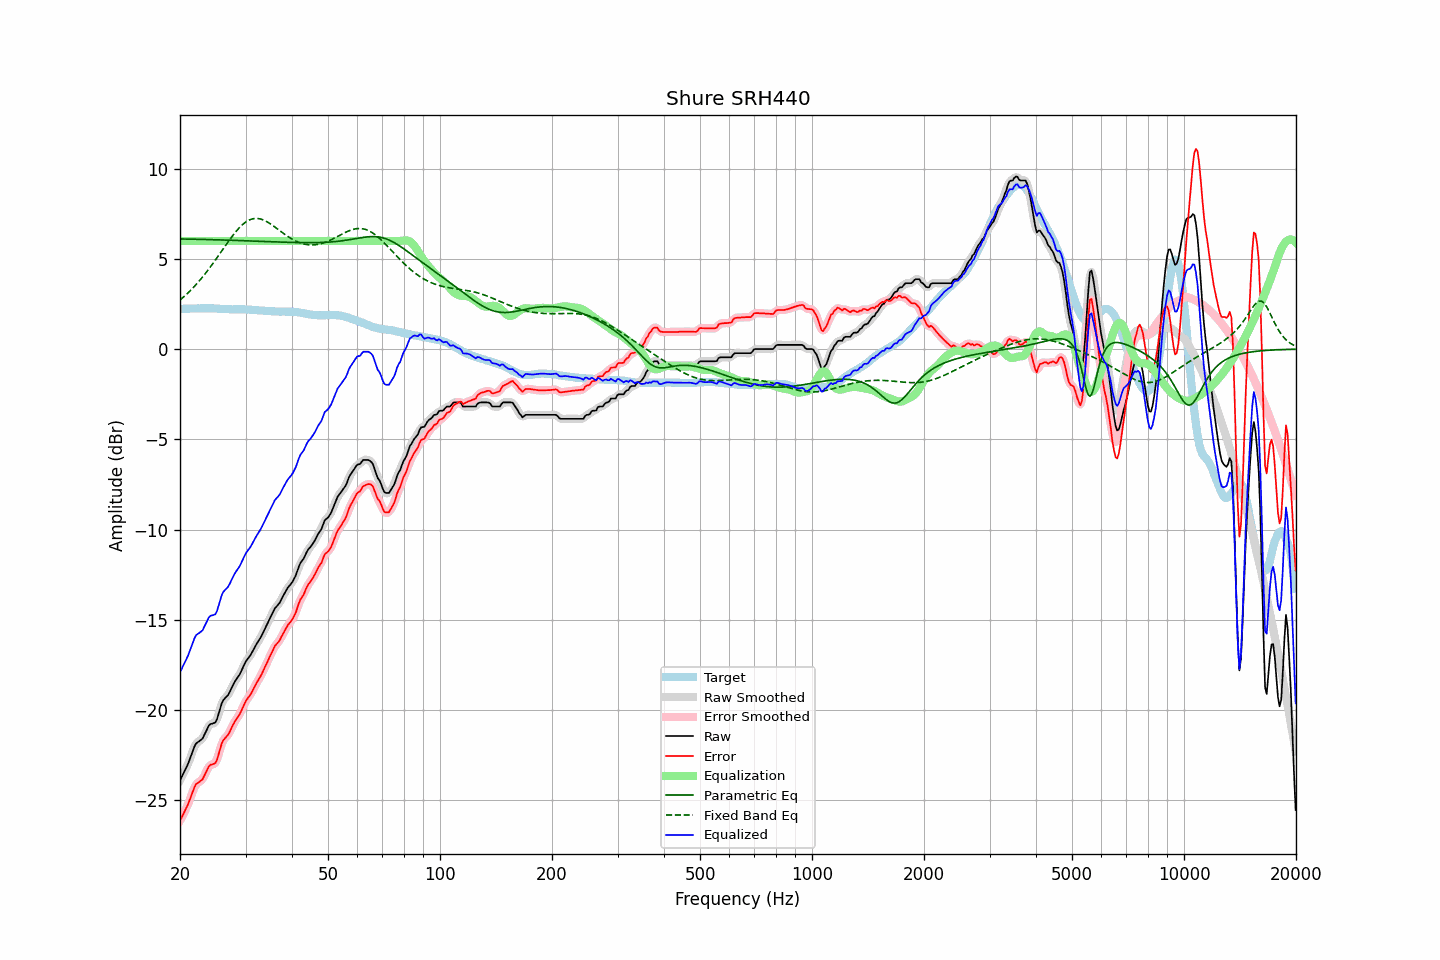 Shure SRH440
Amplitude (dBr)
10
5
0
−5
−10
−15
−20
−25
Target
Raw Smoothed
Error Smoothed
Raw
Error
Equalization
Parametric Eq
Fixed Band Eq
Equalized
20 50 100 200 500 1000 2000 5000 10000 20000
Frequency (Hz)